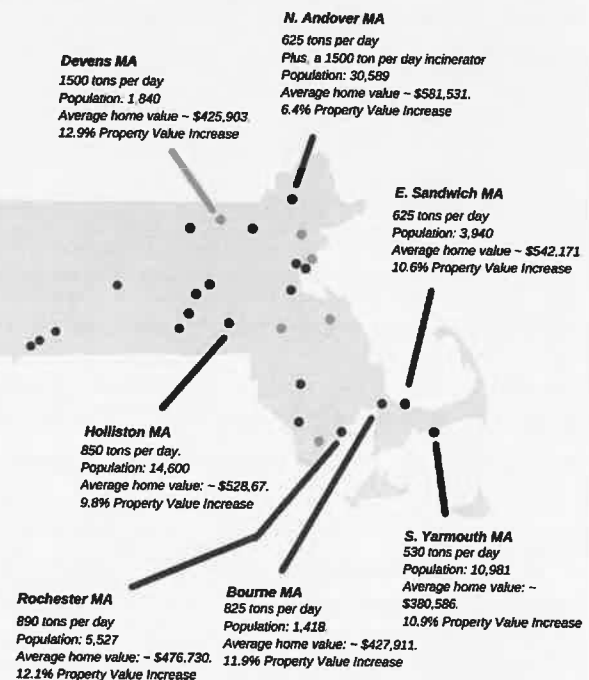 N. Andover MA
625 tons per day
Plus, a 1500 ton per day incinerator
Population: 30,589
Average home value ~ $581,531.
6.4% Property Value Increase
Devens MA
1500 tons per day
Population: 1,840
Average home value ~ $425,903
12.9% Property Value Increase
E. Sandwich MA
625 tons per day
Population: 3,940
Average home value ~ $542,171
10.6% Property Value Increase
Holliston MA
850 tons per day.
Population: 14,600
Average home value: ~ $528,67.
9.8% Property Value Increase
S. Yarmouth MA
530 tons per day
Population: 10,981
Average home value: ~
$380,586.
10.9% Property Value Increase
Rochester MA
890 tons per day
Population: 5,527
Average home value: ~ $476,730.
12.1% Property Value Increase
Bourne MA
825 tons per day
Population: 1,418
Average home value: ~ $427,911.
11.9% Property Value Increase